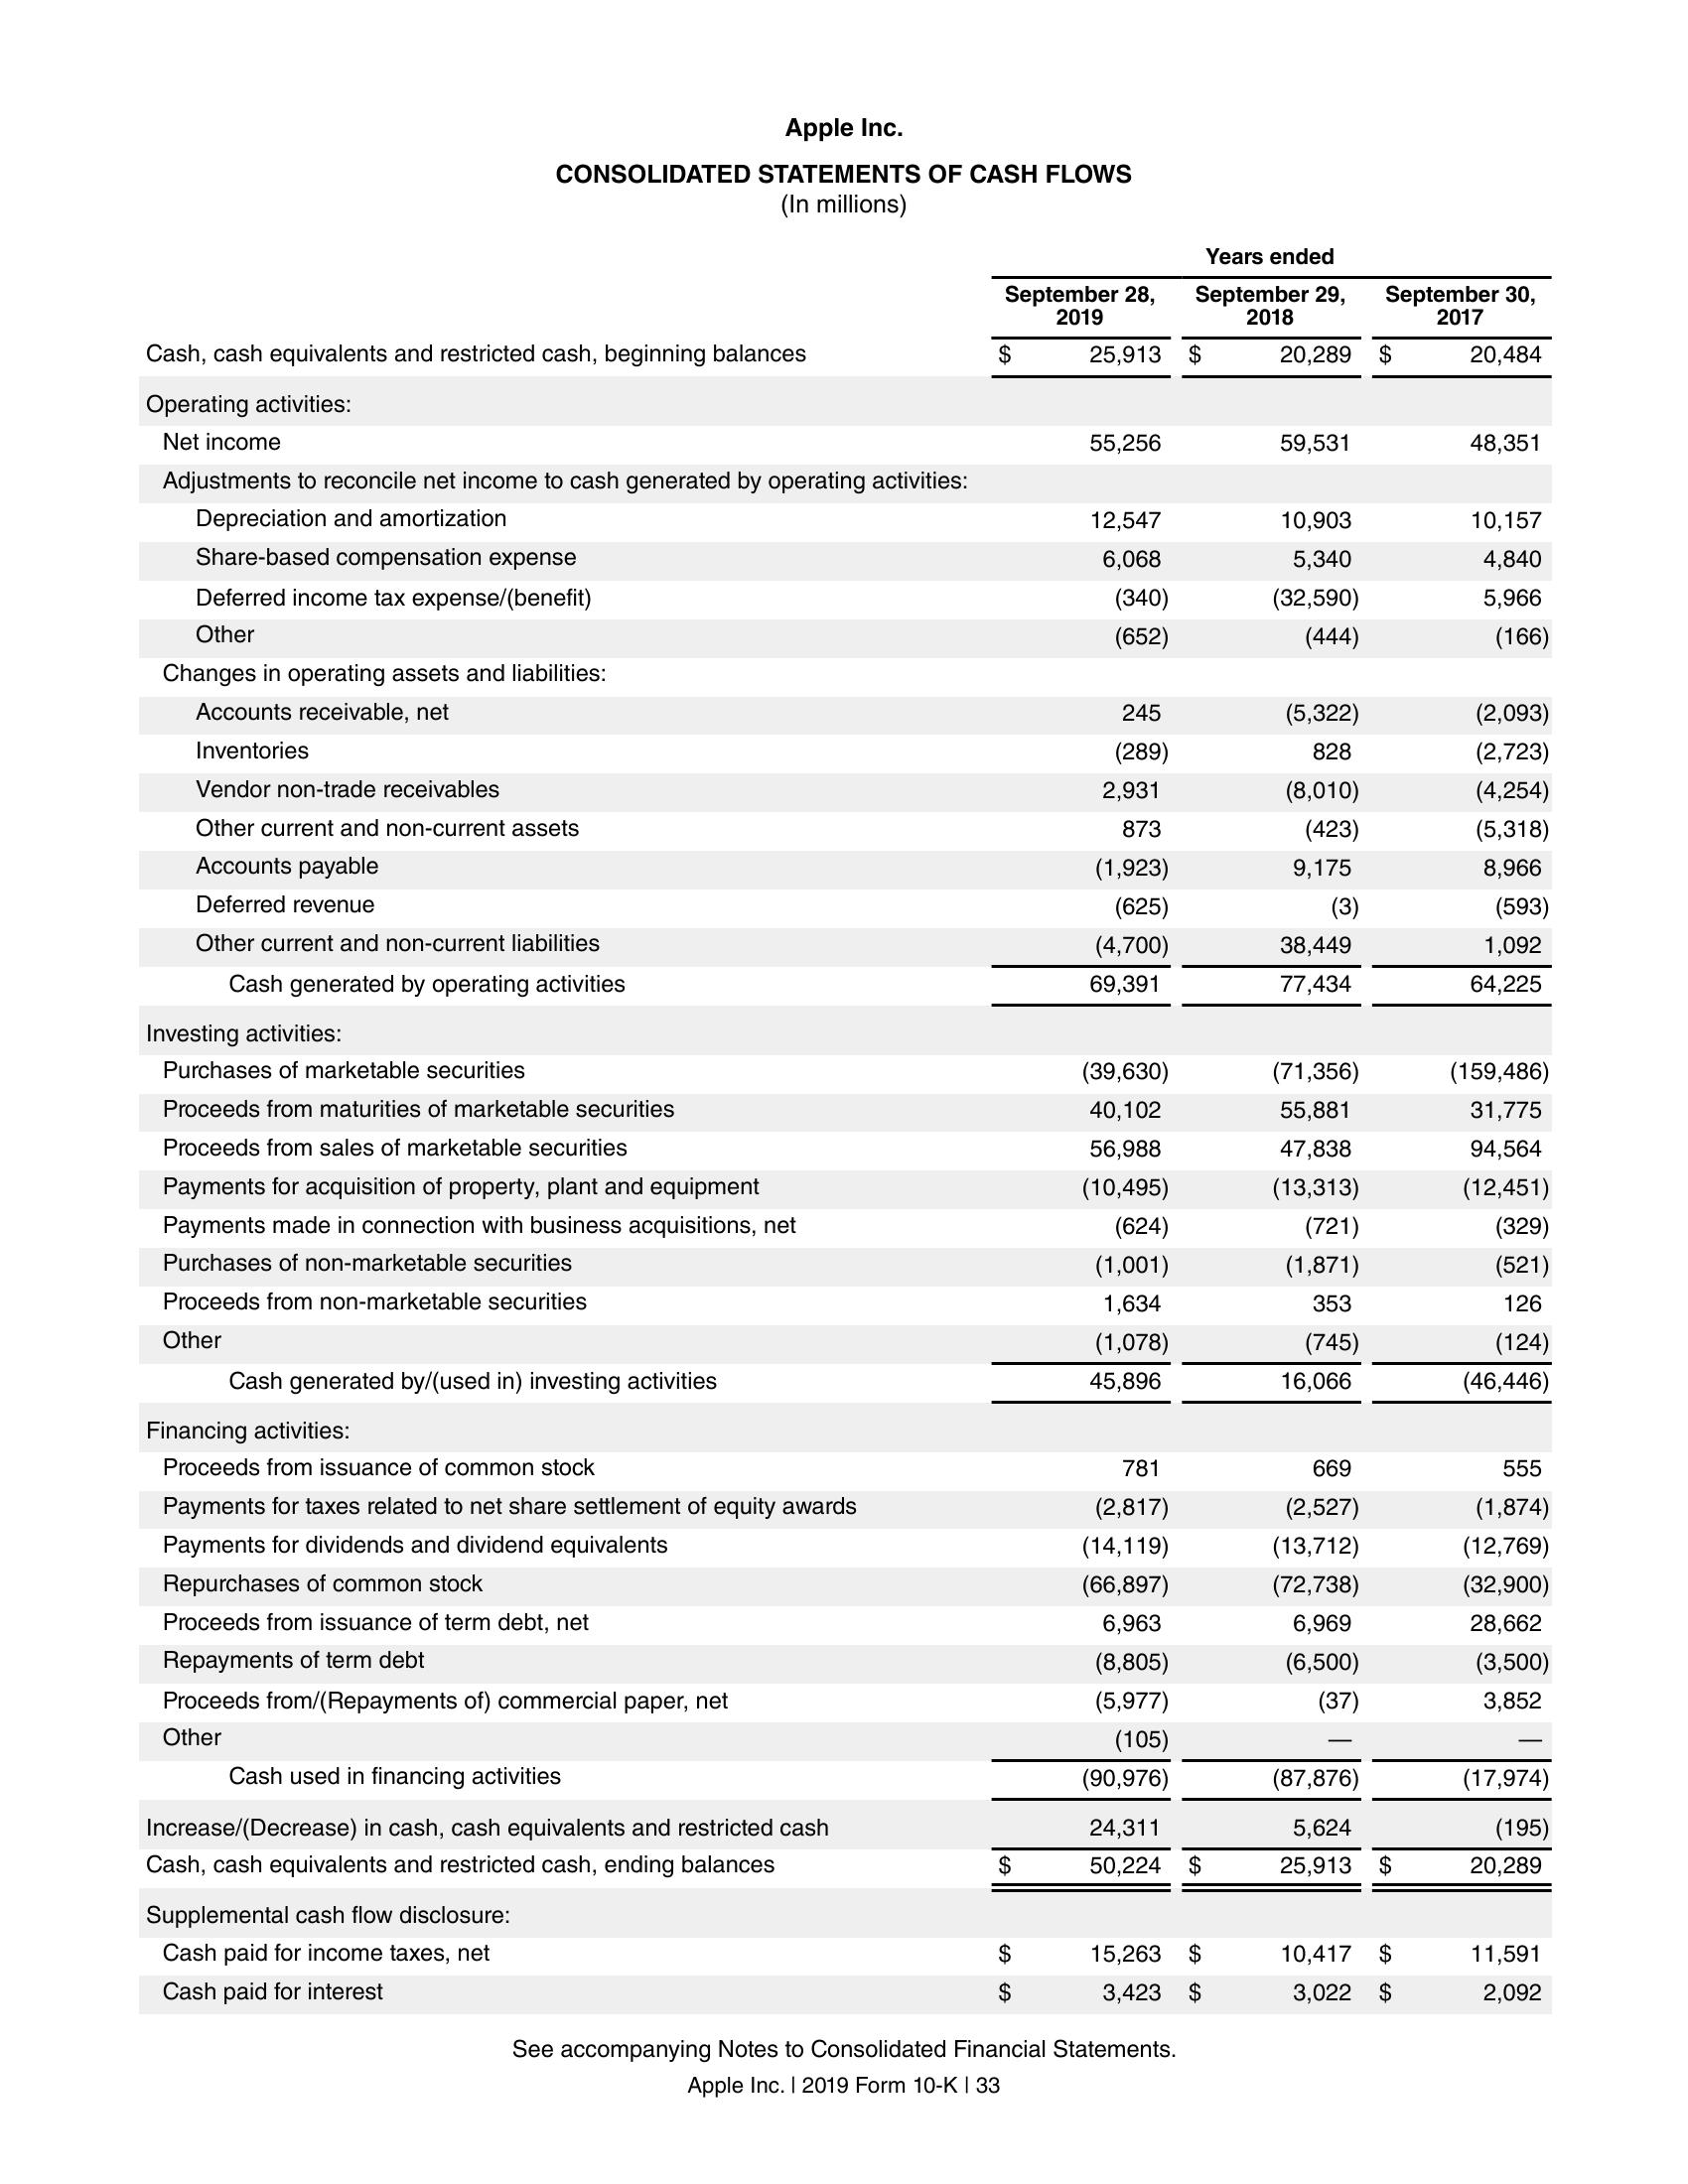 Apple Inc.
CONSOLIDATED STATEMENTS OF CASH FLOWS
(In millions)
Years ended
September 28, 2019 September 29, 2018 September 30, 2017
Cash, cash equivalents and restricted cash, beginning balances $ 25,913 $ 20,289 $ 20,484
Operating activities:
Net income 55,256 59,531 48,351
Adjustments to reconcile net income to cash generated by operating activities:
Depreciation and amortization 12,547 10,903 10,157
Share-based compensation expense 6,068 5,340 4,840
Deferred income tax expense/(benefit) (340) (32,590) 5,966
Other (652) (444) (166)
Changes in operating assets and liabilities:
Accounts receivable, net 245 (5,322) (2,093)
Inventories (289) 828 (2,723)
Vendor non-trade receivables 2,931 (8,010) (4,254)
Other current and non-current assets 873 (423) (5,318)
Accounts payable (1,923) 9,175 8,966
Deferred revenue (625) (3) (593)
Other current and non-current liabilities (4,700) 38,449 1,092
Cash generated by operating activities 69,391 77,434 64,225
Investing activities:
Purchases of marketable securities (39,630) (71,356) (159,486)
Proceeds from maturities of marketable securities 40,102 55,881 31,775
Proceeds from sales of marketable securities 56,988 47,838 94,564
Payments for acquisition of property, plant and equipment (10,495) (13,313) (12,451)
Payments made in connection with business acquisitions, net (624) (721) (329)
Purchases of non-marketable securities (1,001) (1,871) (521)
Proceeds from non-marketable securities 1,634 353 126
Other (1,078) (745) (124)
Cash generated by/(used in) investing activities 45,896 16,066 (46,446)
Financing activities:
Proceeds from issuance of common stock 781 669 555
Payments for taxes related to net share settlement of equity awards (2,817) (2,527) (1,874)
Payments for dividends and dividend equivalents (14,119) (13,712) (12,769)
Repurchases of common stock (66,897) (72,738) (32,900)
Proceeds from issuance of term debt, net 6,963 6,969 28,662
Repayments of term debt (8,805) (6,500) (3,500)
Proceeds from/(Repayments of) commercial paper, net (5,977) (37) 3,852
Other (105) — —
Cash used in financing activities (90,976) (87,876) (17,974)
Increase/(Decrease) in cash, cash equivalents and restricted cash 24,311 5,624 (195)
Cash, cash equivalents and restricted cash, ending balances $ 50,224 $ 25,913 $ 20,289
Supplemental cash flow disclosure:
Cash paid for income taxes, net $ 15,263 $ 10,417 $ 11,591
Cash paid for interest $ 3,423 $ 3,022 $ 2,092
See accompanying Notes to Consolidated Financial Statements.
Apple Inc. | 2019 Form 10-K | 33